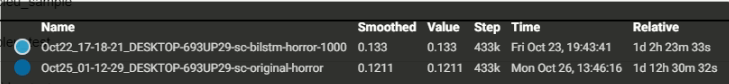 Name Smoothed Value Step Time Relative
Oct22_17-18-21_DESKTOP-693UP29-sc-bilstm-horror-1000 0.133 0.133 433k Fri Oct 23, 19:43:41 1d 2h 23m 33s
Oct25_01-12-29_DESKTOP-693UP29-sc-original-horror 0.1211 0.1211 433k Mon Oct 26, 13:46:16 1d 12h 30m 32s